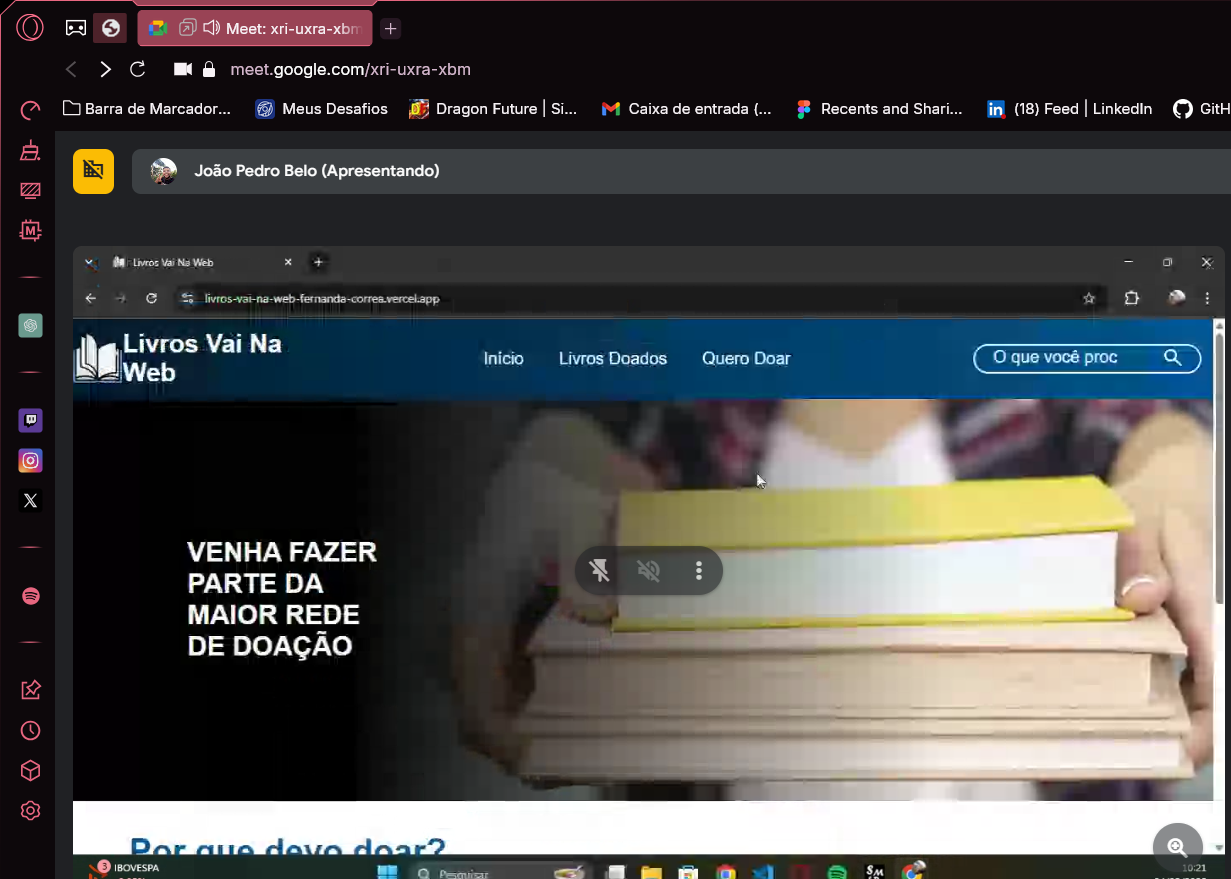 Meet: xri-uxra-xbm
meet.google.com/xri-uxra-xbm
Barra de Marcador... Meus Desafios Dragon Future | Si... Caixa de entrada (... Recents and Shari... (18) Feed | LinkedIn GitH
João Pedro Belo (Apresentando)
Livros Vai Na Web
livros-vai-na-web-fernanda-correa.vercel.app
Livros Vai Na
Web
Início Livros Doados Quero Doar O que você proc
VENHA FAZER
PARTE DA
MAIOR REDE
DE DOAÇÃO
Por que devo doar?
3 IBOVESPA
Pesquisar
10:21